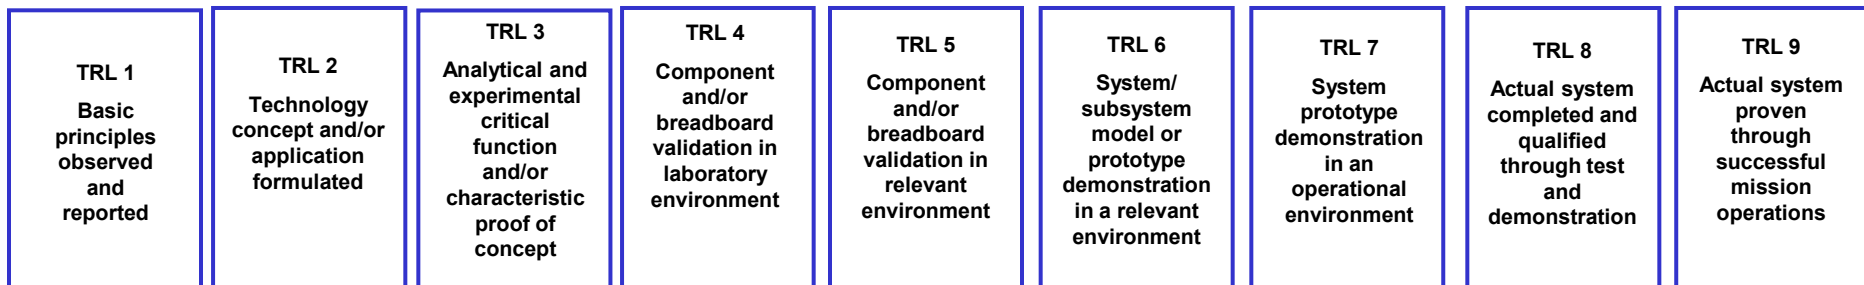 TRL 1
Basic
principles
observed
and
reported
TRL 2
Technology
concept and/or
application
formulated
TRL 3
Analytical and
experimental
critical
function
and/or
characteristic
proof of
concept
TRL 4
Component
and/or
breadboard
validation in
laboratory
environment
TRL 5
Component
and/or
breadboard
validation in
relevant
environment
TRL 6
System/
subsystem
model or
prototype
demonstration
in a relevant
environment
TRL 7
System
prototype
demonstration
in an
operational
environment
TRL 8
Actual system
completed and
qualified
through test
and
demonstration
TRL 9
Actual system
proven
through
successful
mission
operations